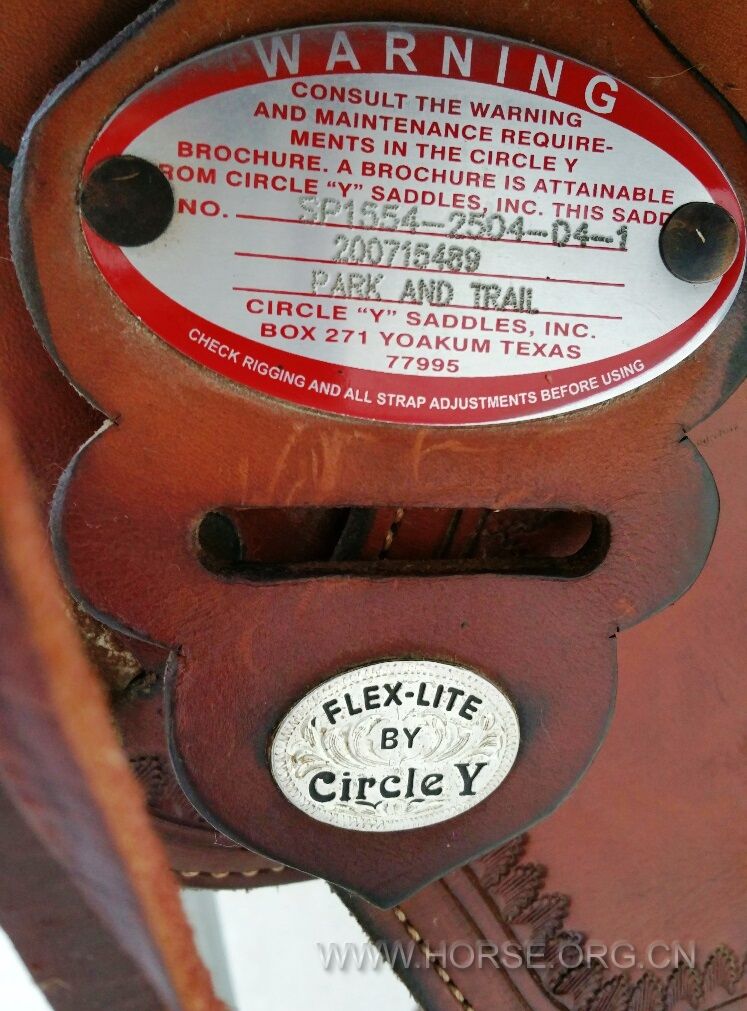 WARNING
CONSULT THE WARNING
AND MAINTENANCE REQUIRE-
MENTS IN THE CIRCLE Y
BROCHURE. A BROCHURE IS ATTAINABLE
ROM CIRCLE "Y" SADDLES, INC. THIS SADD
NO. SP1554-2504-04-1
200715489
PARK AND TRAIL
CIRCLE "Y" SADDLES, INC.
BOX 271 YOAKUM TEXAS
77995
CHECK RIGGING AND ALL STRAP ADJUSTMENTS BEFORE USING
FLEX-LITE
BY
Circle Y
WWW.HORSE.ORG.CN